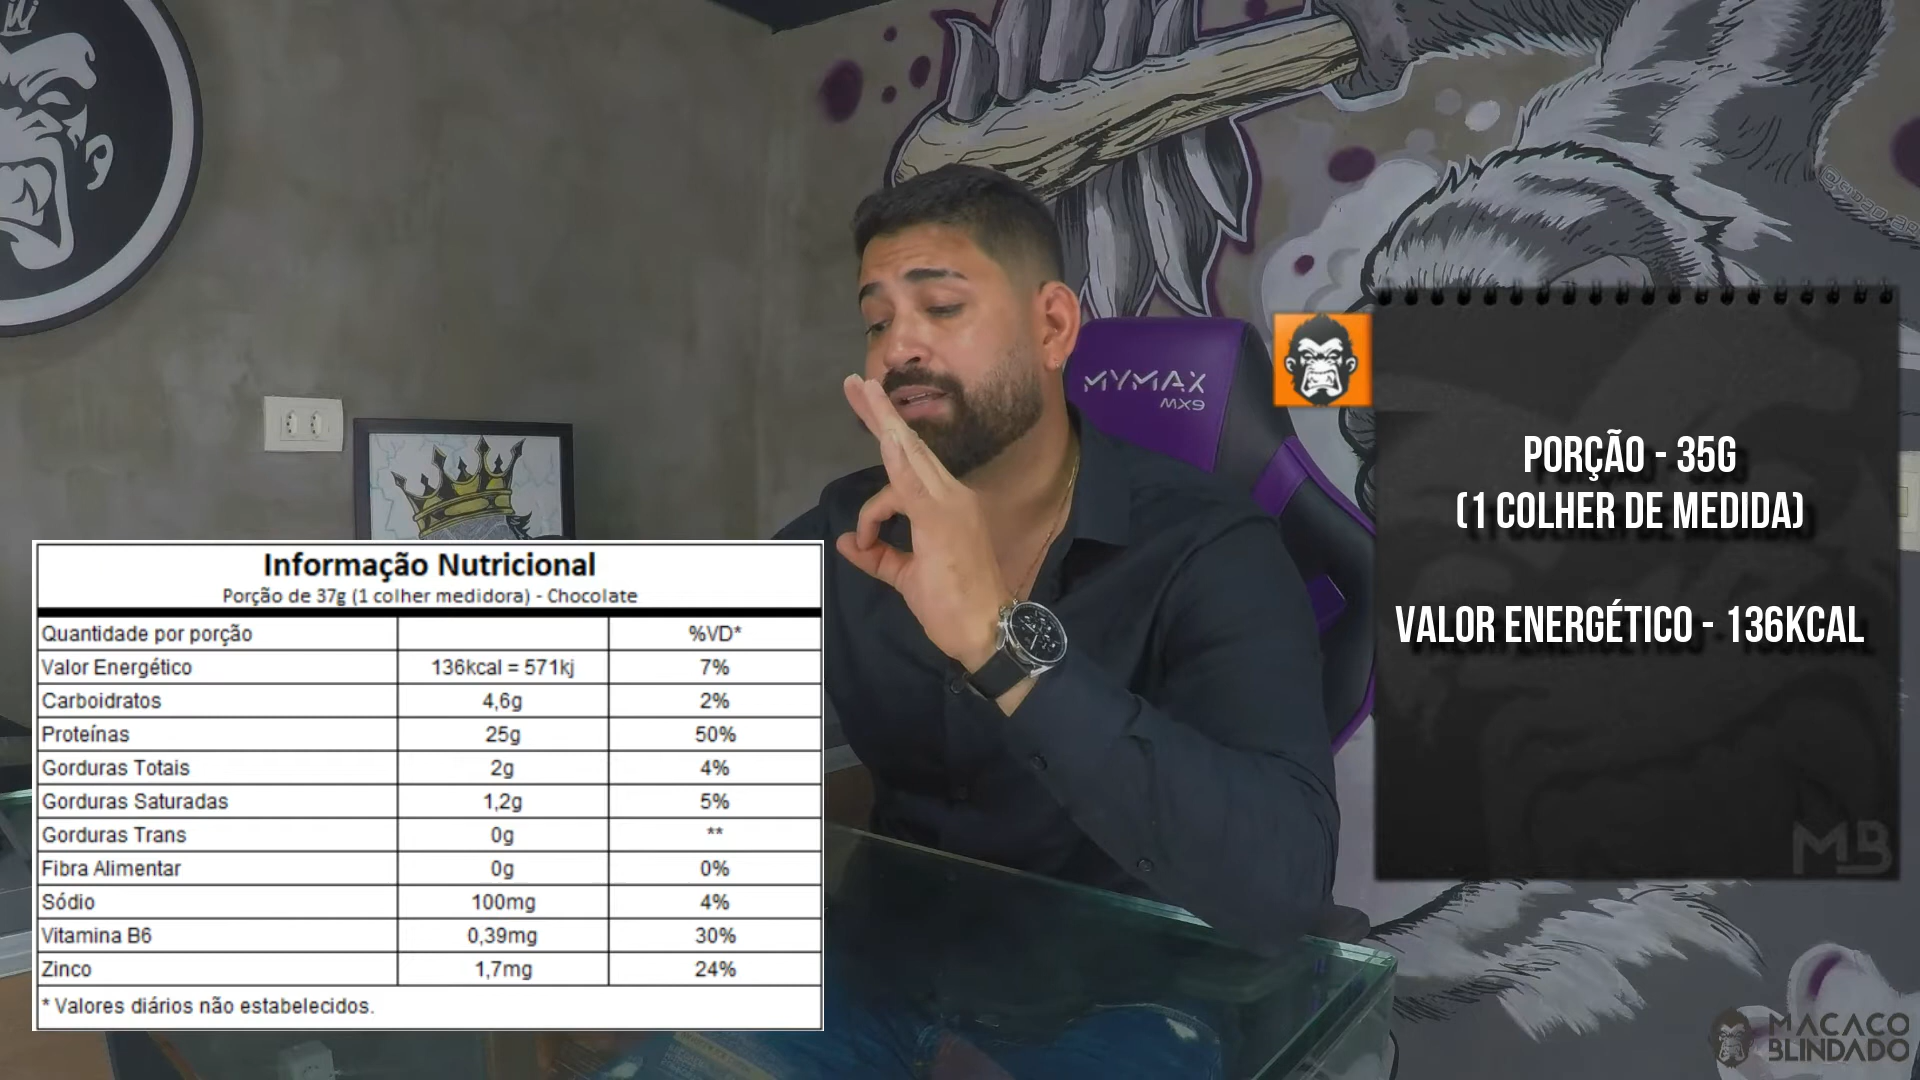 MYMAX
MX9
PORÇÃO - 35G
(1 COLHER DE MEDIDA)
VALOR ENERGÉTICO - 136KCAL
Informação Nutricional
Porção de 37g (1 colher medidora) - Chocolate
Quantidade por porção %VD*
Valor Energético 136kcal = 571kj 7%
Carboidratos 4,6g 2%
Proteínas 25g 50%
Gorduras Totais 2g 4%
Gorduras Saturadas 1,2g 5%
Gorduras Trans 0g **
Fibra Alimentar 0g 0%
Sódio 100mg 4%
Vitamina B6 0,39mg 30%
Zinco 1,7mg 24%
* Valores diários não estabelecidos.
MB
MACACO
BLINDADO